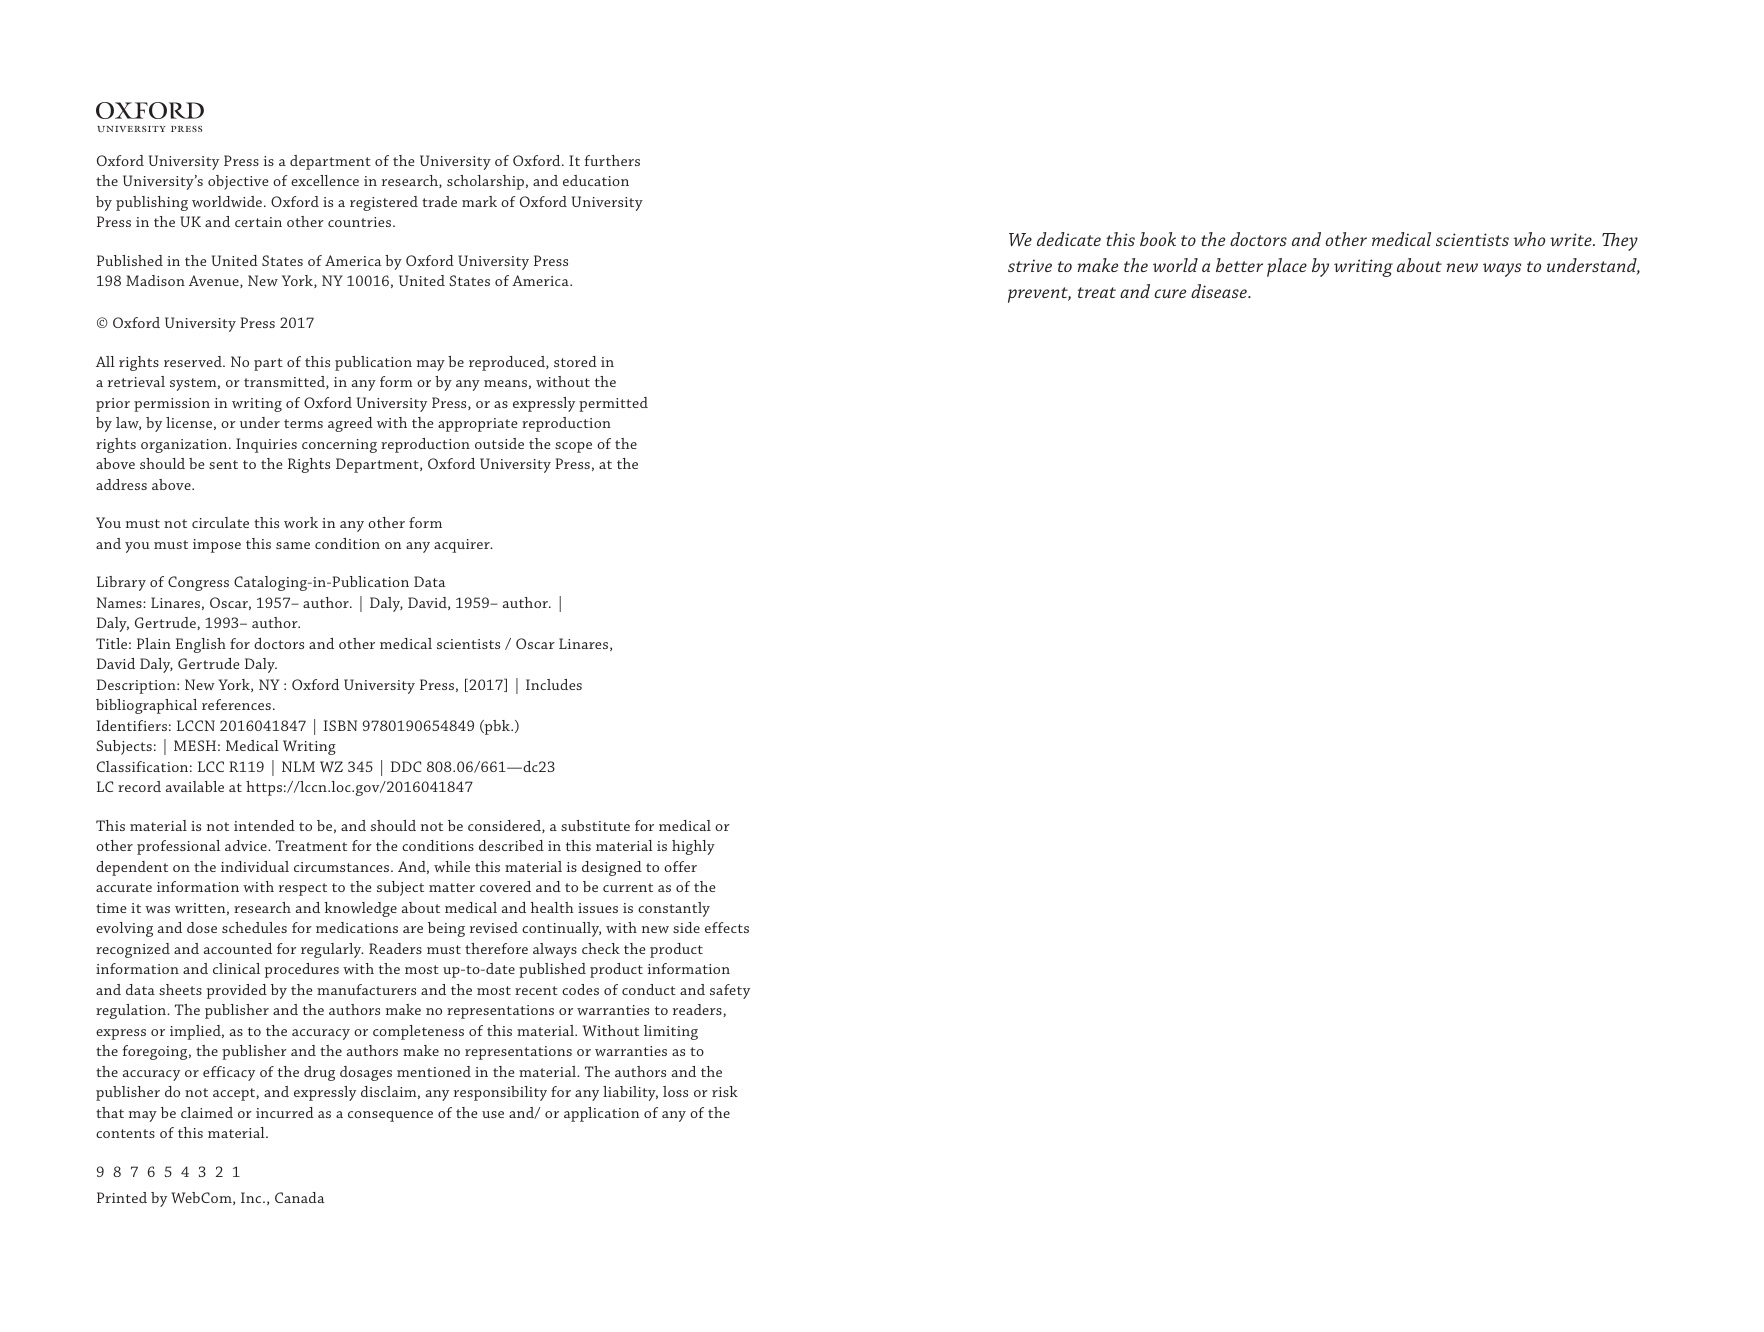 OXFORD
UNIVERSITY PRESS
Oxford University Press is a department of the University of Oxford. It furthers
the University’s objective of excellence in research, scholarship, and education
by publishing worldwide. Oxford is a registered trade mark of Oxford University
Press in the UK and certain other countries.
Published in the United States of America by Oxford University Press
198 Madison Avenue, New York, NY 10016, United States of America.
© Oxford University Press 2017
All rights reserved. No part of this publication may be reproduced, stored in
a retrieval system, or transmitted, in any form or by any means, without the
prior permission in writing of Oxford University Press, or as expressly permitted
by law, by license, or under terms agreed with the appropriate reproduction
rights organization. Inquiries concerning reproduction outside the scope of the
above should be sent to the Rights Department, Oxford University Press, at the
address above.
You must not circulate this work in any other form
and you must impose this same condition on any acquirer.
Library of Congress Cataloging-in-Publication Data
Names: Linares, Oscar, 1957– author. | Daly, David, 1959– author. |
Daly, Gertrude, 1993– author.
Title: Plain English for doctors and other medical scientists / Oscar Linares,
David Daly, Gertrude Daly.
Description: New York, NY : Oxford University Press, [2017] | Includes
bibliographical references.
Identifiers: LCCN 2016041847 | ISBN 9780190654849 (pbk.)
Subjects: | MESH: Medical Writing
Classification: LCC R119 | NLM WZ 345 | DDC 808.06/661—dc23
LC record available at https://lccn.loc.gov/2016041847
This material is not intended to be, and should not be considered, a substitute for medical or
other professional advice. Treatment for the conditions described in this material is highly
dependent on the individual circumstances. And, while this material is designed to offer
accurate information with respect to the subject matter covered and to be current as of the
time it was written, research and knowledge about medical and health issues is constantly
evolving and dose schedules for medications are being revised continually, with new side effects
recognized and accounted for regularly. Readers must therefore always check the product
information and clinical procedures with the most up-to-date published product information
and data sheets provided by the manufacturers and the most recent codes of conduct and safety
regulation. The publisher and the authors make no representations or warranties to readers,
express or implied, as to the accuracy or completeness of this material. Without limiting
the foregoing, the publisher and the authors make no representations or warranties as to
the accuracy or efficacy of the drug dosages mentioned in the material. The authors and the
publisher do not accept, and expressly disclaim, any responsibility for any liability, loss or risk
that may be claimed or incurred as a consequence of the use and/ or application of any of the
contents of this material.
9 8 7 6 5 4 3 2 1
Printed by WebCom, Inc., Canada
We dedicate this book to the doctors and other medical scientists who write. They
strive to make the world a better place by writing about new ways to understand,
prevent, treat and cure disease.